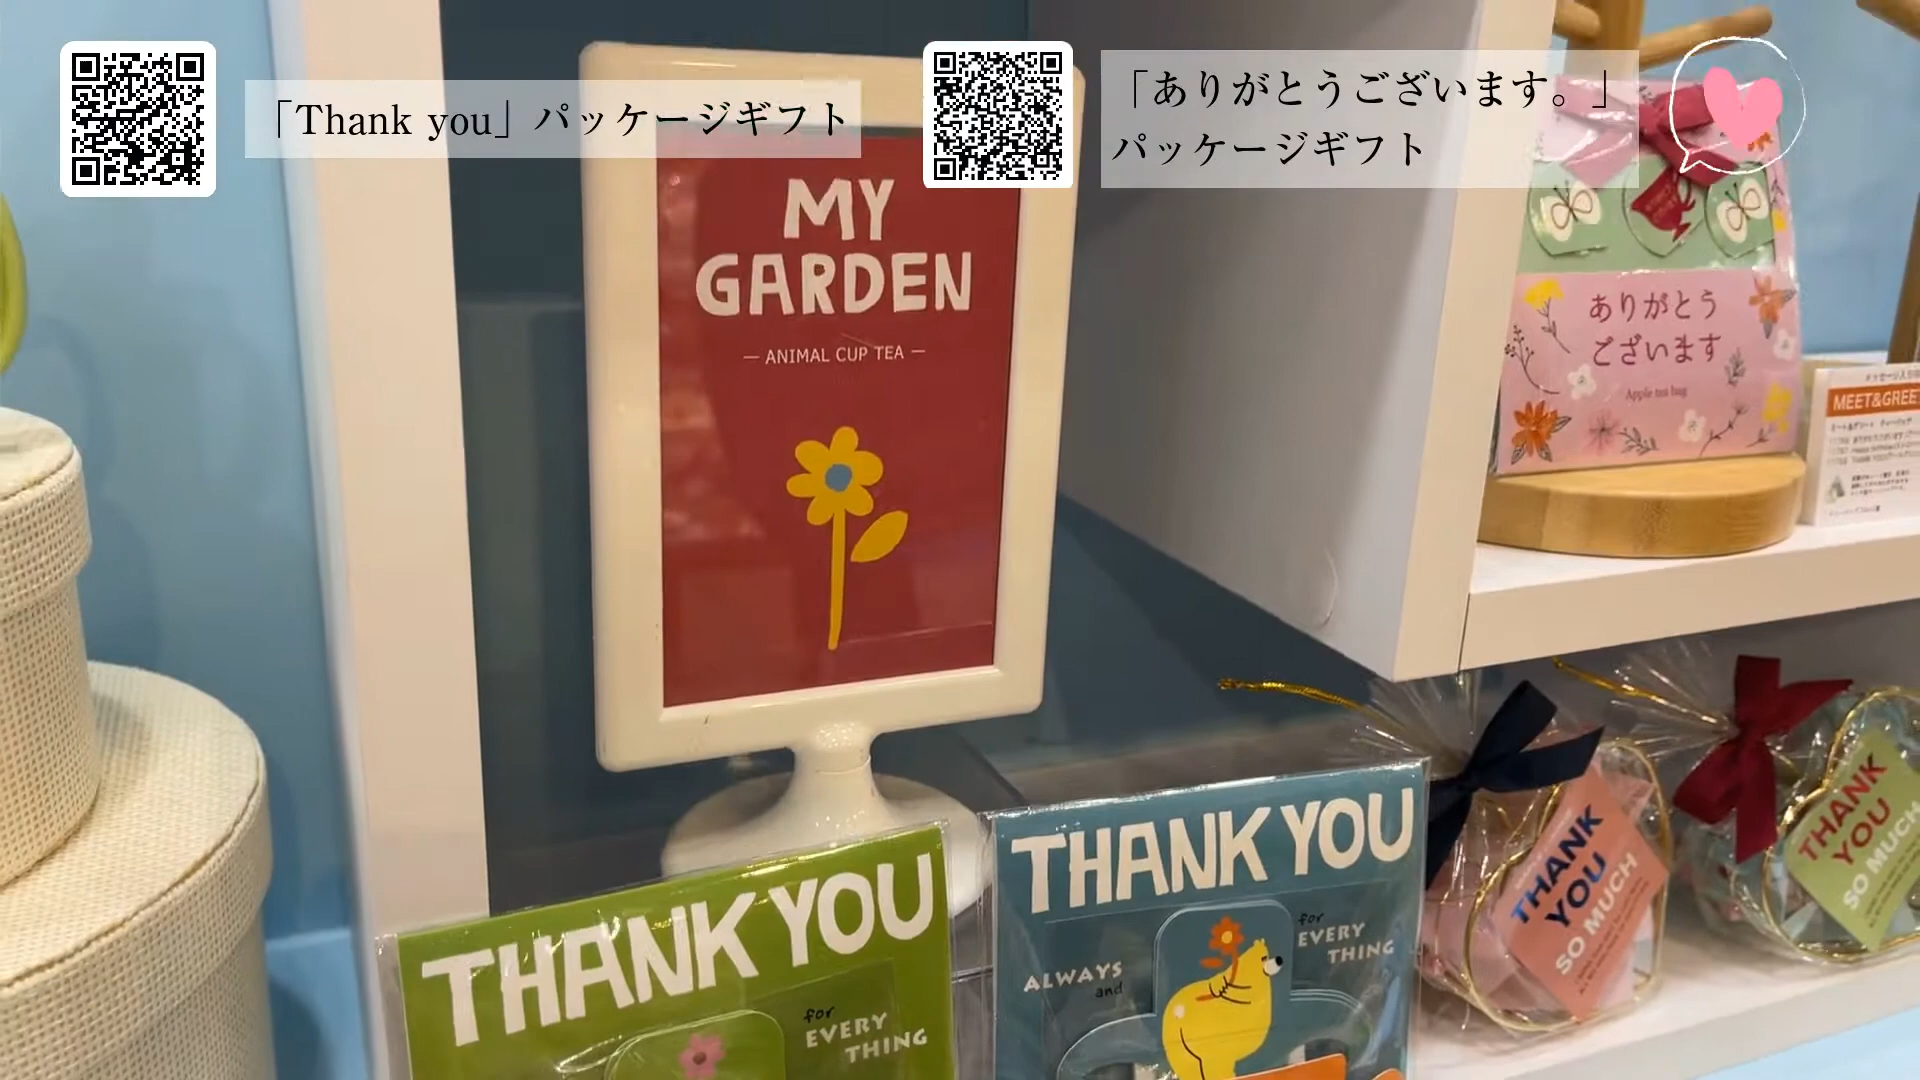 「Thank you」パッケージギフト
「ありがとうございます。」
パッケージギフト
MY
GARDEN
— ANIMAL CUP TEA —
ありがとう
ございます
Apple tea bag
MEET&GREE
THANK YOU
for
EVERY
THING
THANK YOU
ALWAYS
and
for
EVERY
THING
THANK
YOU
SO MUCH
THANK
YOU
SO MUCH